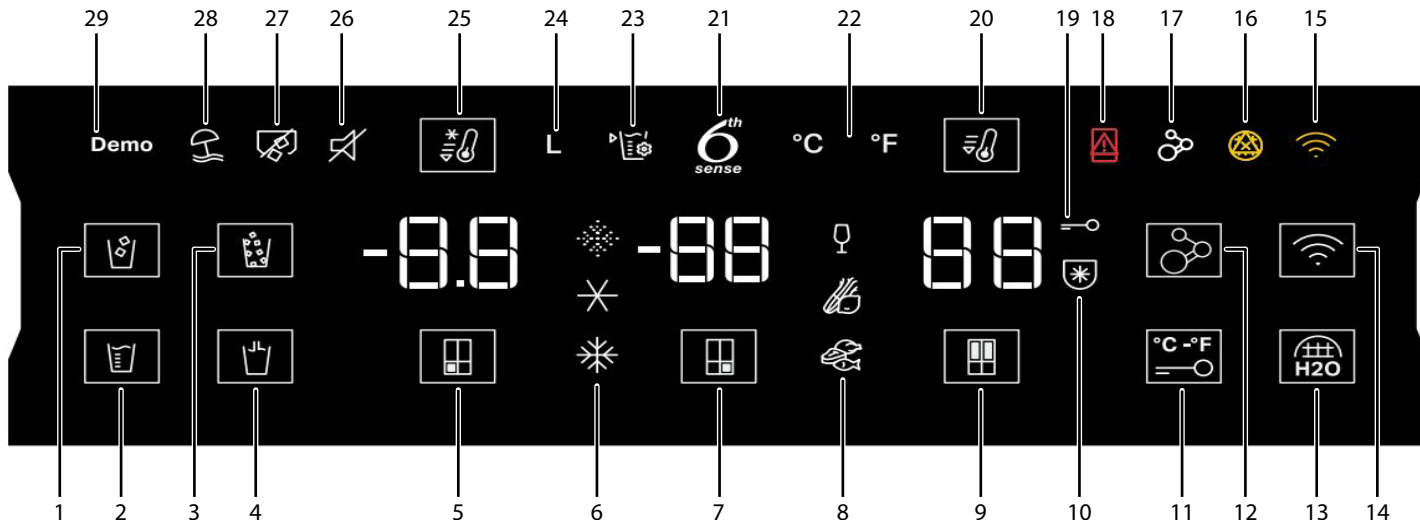 29 28 27 26 25 24 23 21 22 20 19 18 17 16 15
Demo L 6th °C °F
sense
-8.8 -88 88
°C -°F
H2O
1 2 3 4 5 6 7 8 9 10 11 12 13 14